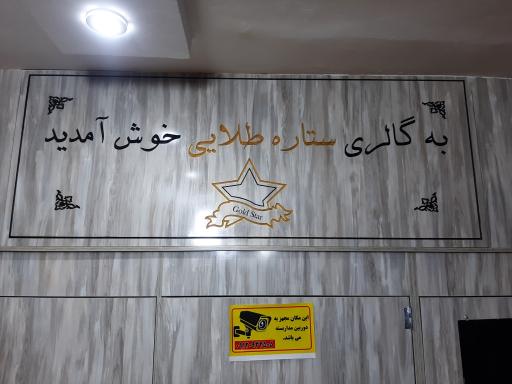 به گالری ستاره طلایی خوش آمدید
Gold Star
این مکان مجهز به
دوربین مداربسته
می باشد.